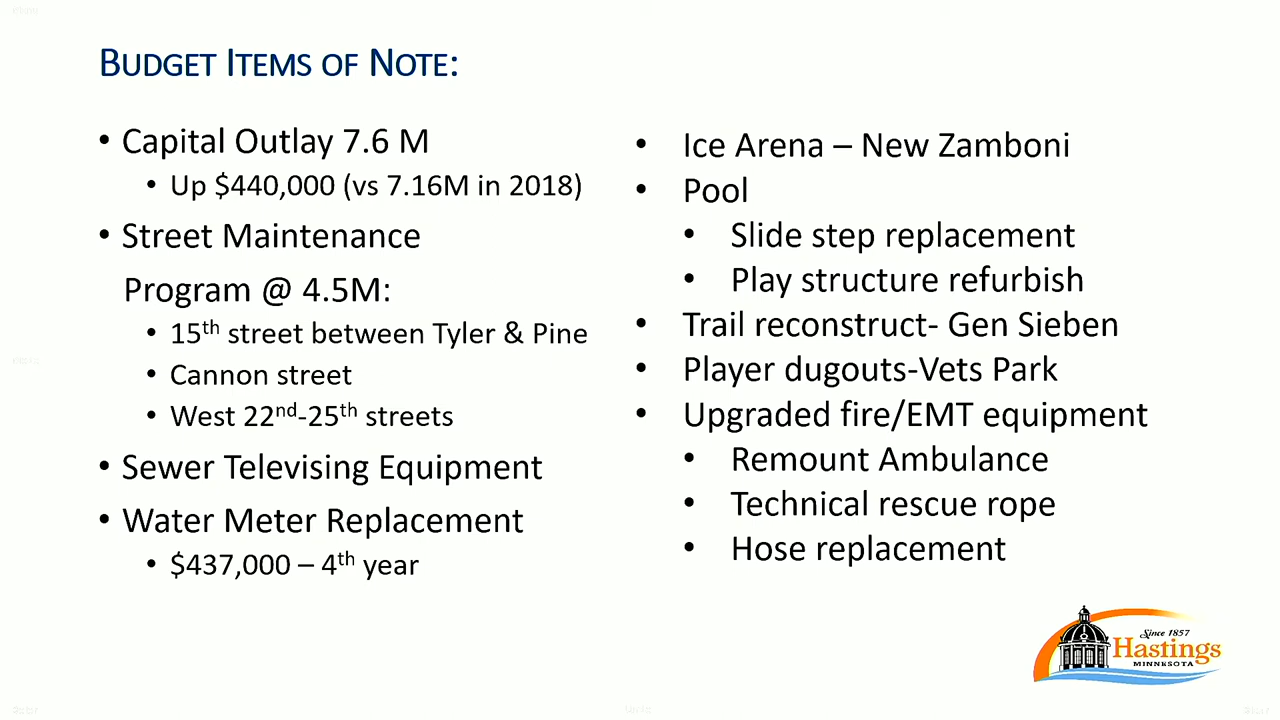 BUDGET ITEMS OF NOTE:
• Capital Outlay 7.6 M
• Up $440,000 (vs 7.16M in 2018)
• Street Maintenance
Program @ 4.5M:
• 15th street between Tyler & Pine
• Cannon street
• West 22nd-25th streets
• Sewer Televising Equipment
• Water Meter Replacement
• $437,000 – 4th year
• Ice Arena – New Zamboni
• Pool
• Slide step replacement
• Play structure refurbish
• Trail reconstruct- Gen Sieben
• Player dugouts-Vets Park
• Upgraded fire/EMT equipment
• Remount Ambulance
• Technical rescue rope
• Hose replacement
Since 1857
Hastings
MINNESOTA